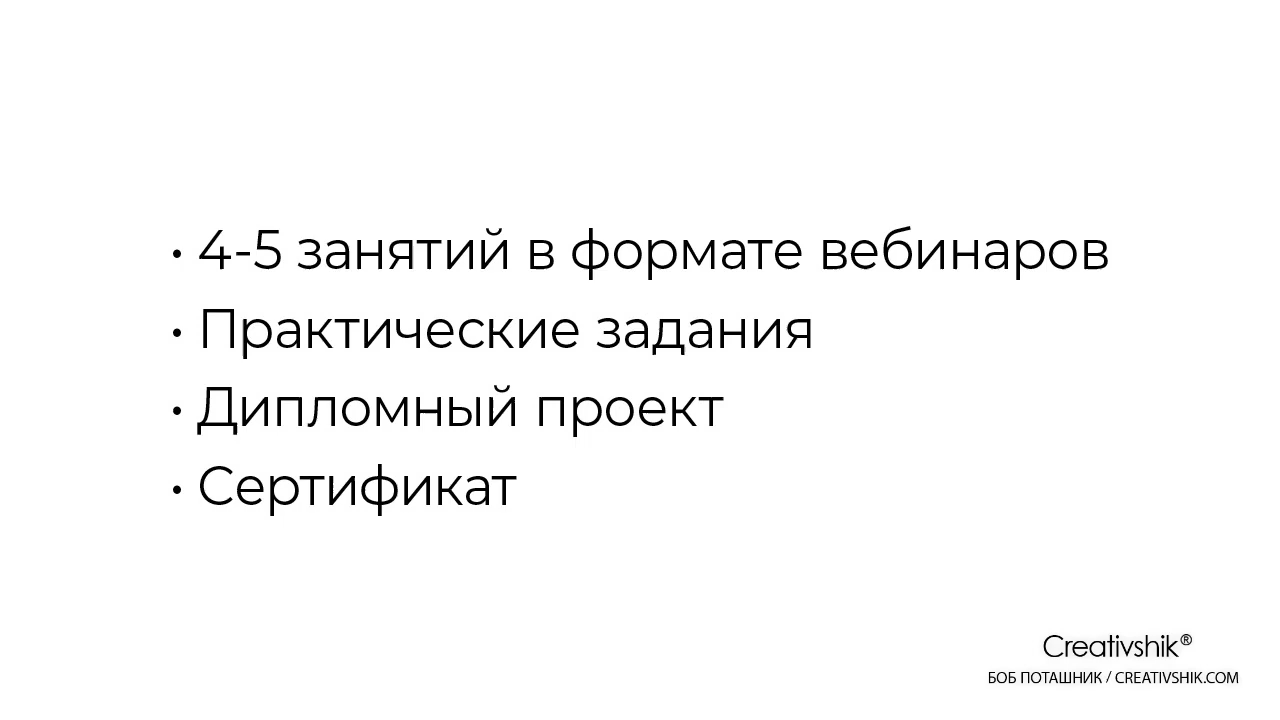 • 4-5 занятий в формате вебинаров
• Практические задания
• Дипломный проект
• Сертификат
Creativshik®
БОБ ПОТАШНИК / CREATIVSHIK.COM